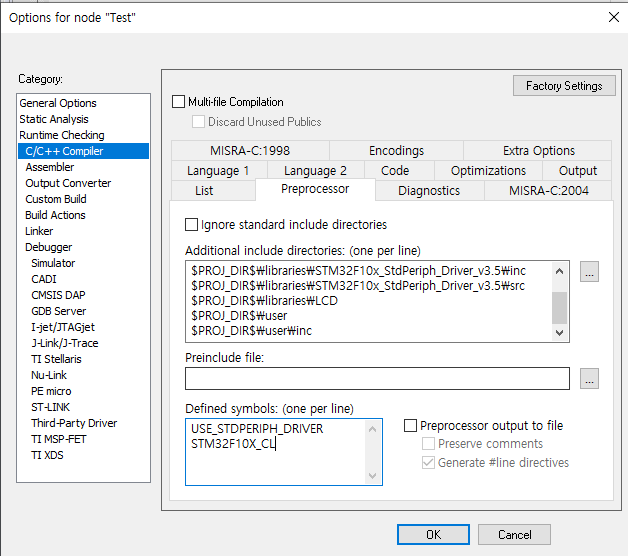 Options for node "Test"
Category:
General Options
Static Analysis
Runtime Checking
C/C++ Compiler
Assembler
Output Converter
Custom Build
Build Actions
Linker
Debugger
Simulator
CADI
CMSIS DAP
GDB Server
I-jet/JTAGjet
J-Link/J-Trace
TI Stellaris
Nu-Link
PE micro
ST-LINK
Third-Party Driver
TI MSP-FET
TI XDS
Factory Settings
Multi-file Compilation
Discard Unused Publics
MISRA-C:1998 Encodings Extra Options
Language 1 Language 2 Code Optimizations Output
List Preprocessor Diagnostics MISRA-C:2004
Ignore standard include directories
Additional include directories: (one per line)
$PROJ_DIR$₩libraries₩STM32F10x_StdPeriph_Driver_v3.5₩inc
$PROJ_DIR$₩libraries₩STM32F10x_StdPeriph_Driver_v3.5₩src
$PROJ_DIR$₩libraries₩LCD
$PROJ_DIR$₩user
$PROJ_DIR$₩user₩inc
...
Preinclude file:
...
Defined symbols: (one per line)
USE_STDPERIPH_DRIVER
STM32F10X_CL
Preprocessor output to file
Preserve comments
Generate #line directives
OK Cancel